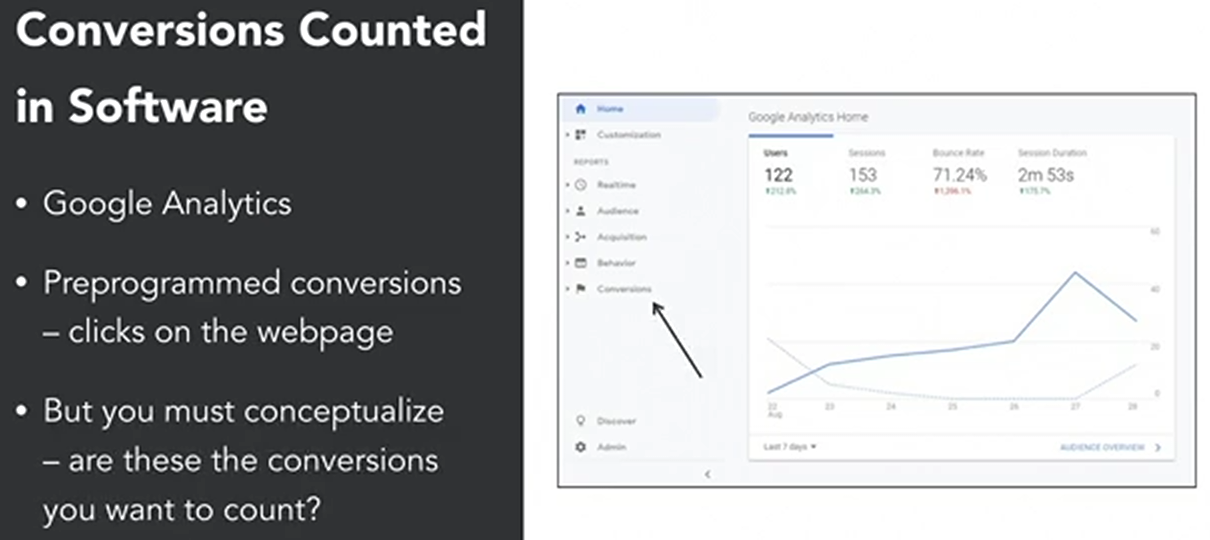 Conversions Counted
in Software
• Google Analytics
• Preprogrammed conversions
– clicks on the webpage
• But you must conceptualize
– are these the conversions
you want to count?
Home
Customization
REPORTS
Realtime
Audience
Acquisition
Behavior
Conversions
Discover
Admin
Google Analytics Home
Users Sessions Bounce Rate Session Duration
122 153 71.24% 2m 53s
212.8% 264.3% 1,396.1% 175.7%
60
40
20
0
22 23 24 25 26 27 28
Aug
Last 7 days AUDIENCE OVERVIEW